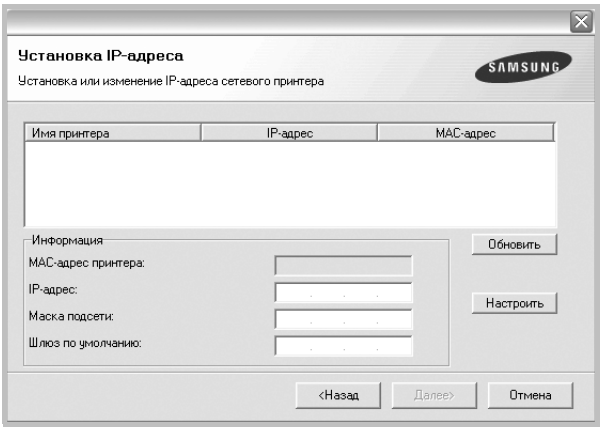 Установка IP-адреса
Установка или изменение IP-адреса сетевого принтера
SAMSUNG
Имя принтера IP-адрес MAC-адрес
Информация
MAC-адрес принтера:
IP-адрес:
Маска подсети:
Шлюз по умолчанию:
Обновить
Настроить
<Назад Далее> Отмена